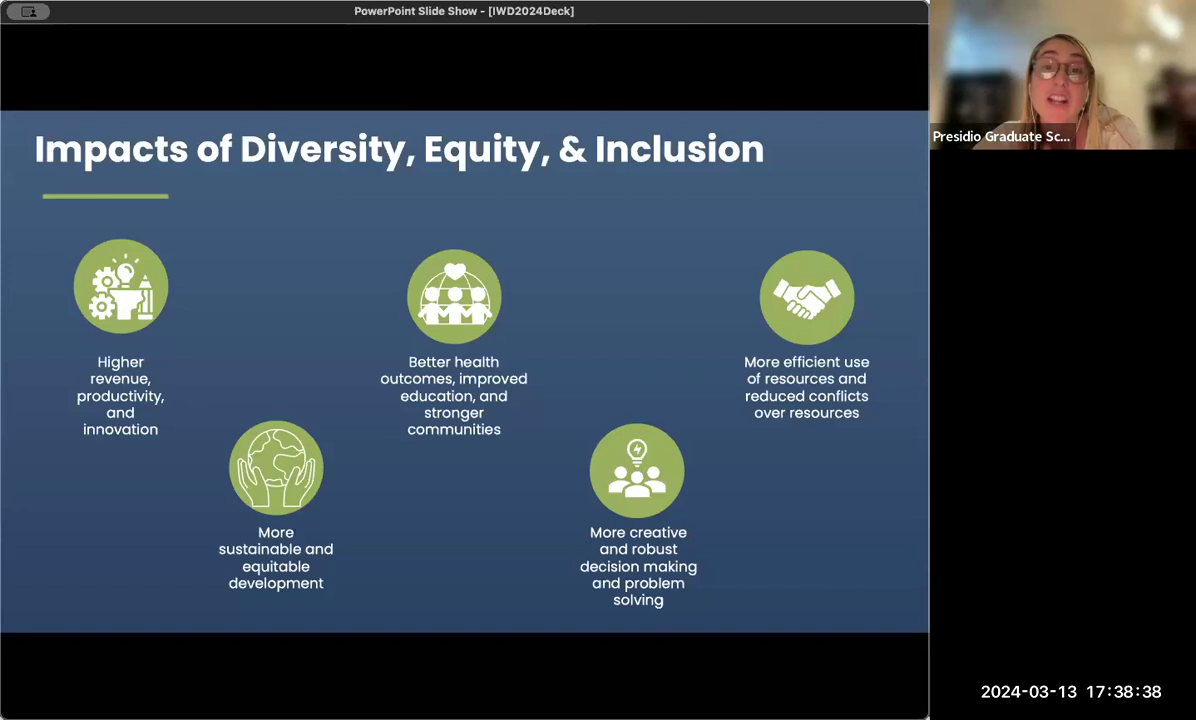 PowerPoint Slide Show - [IWD2024Deck]
Presidio Graduate Sc...
Impacts of Diversity, Equity, & Inclusion
Higher
revenue,
productivity,
and
innovation
Better health
outcomes, improved
education, and
stronger
communities
More efficient use
of resources and
reduced conflicts
over resources
More
sustainable and
equitable
development
More creative
and robust
decision making
and problem
solving
2024-03-13 17:38:38